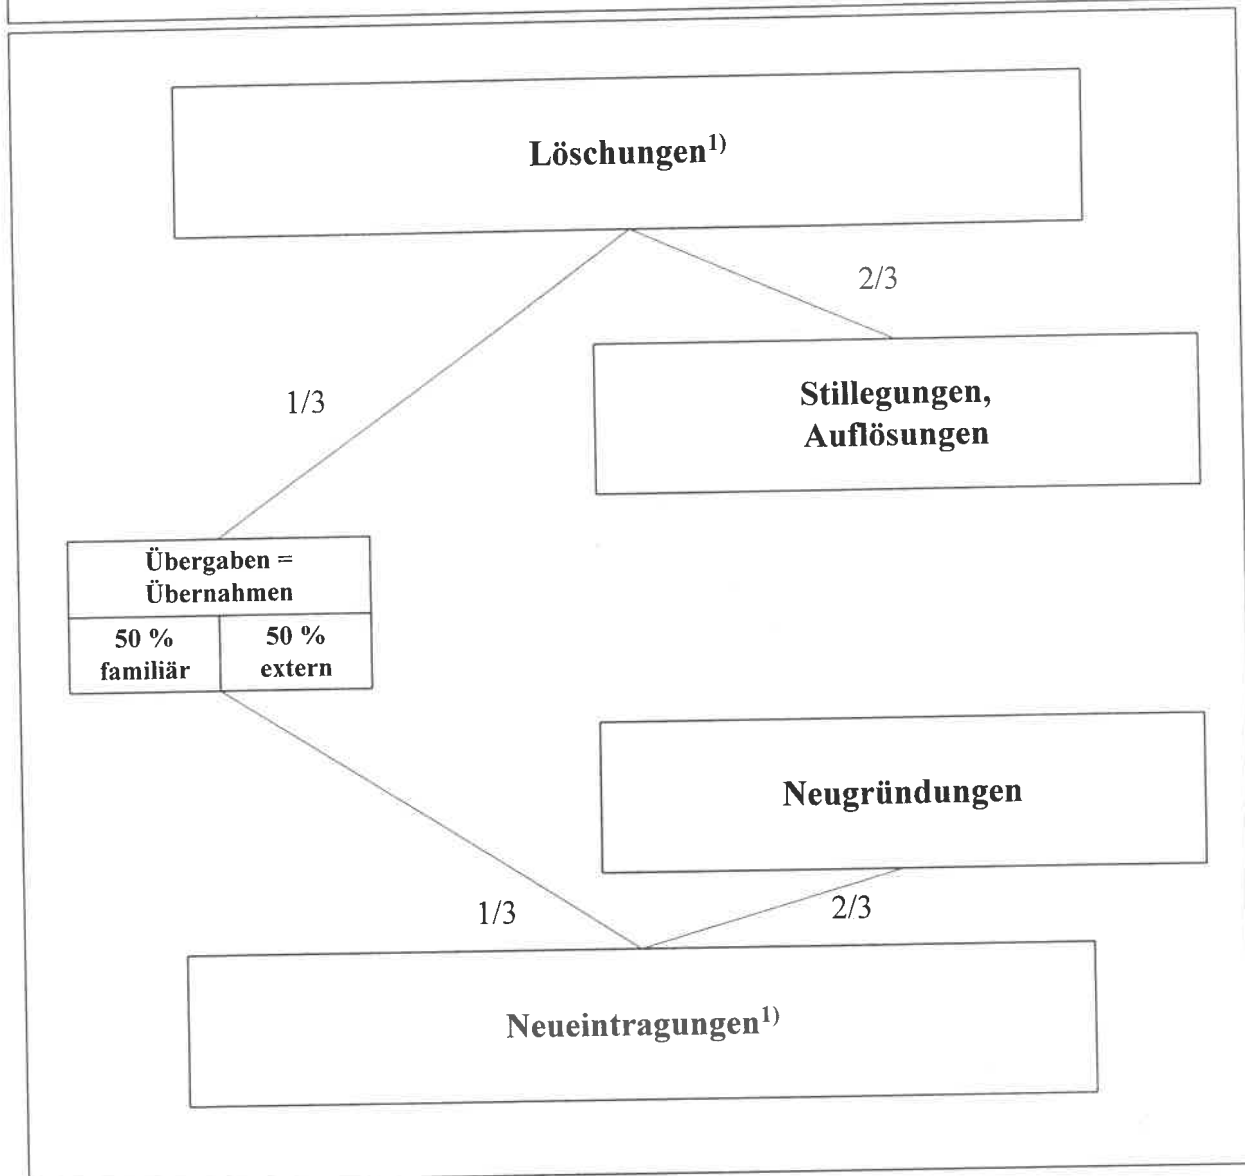 Löschungen1)
2/3
1/3
Stillegungen,
Auflösungen
Übergaben =
Übernahmen
50 %
familiär
50 %
extern
Neugründungen
1/3
2/3
Neueintragungen1)